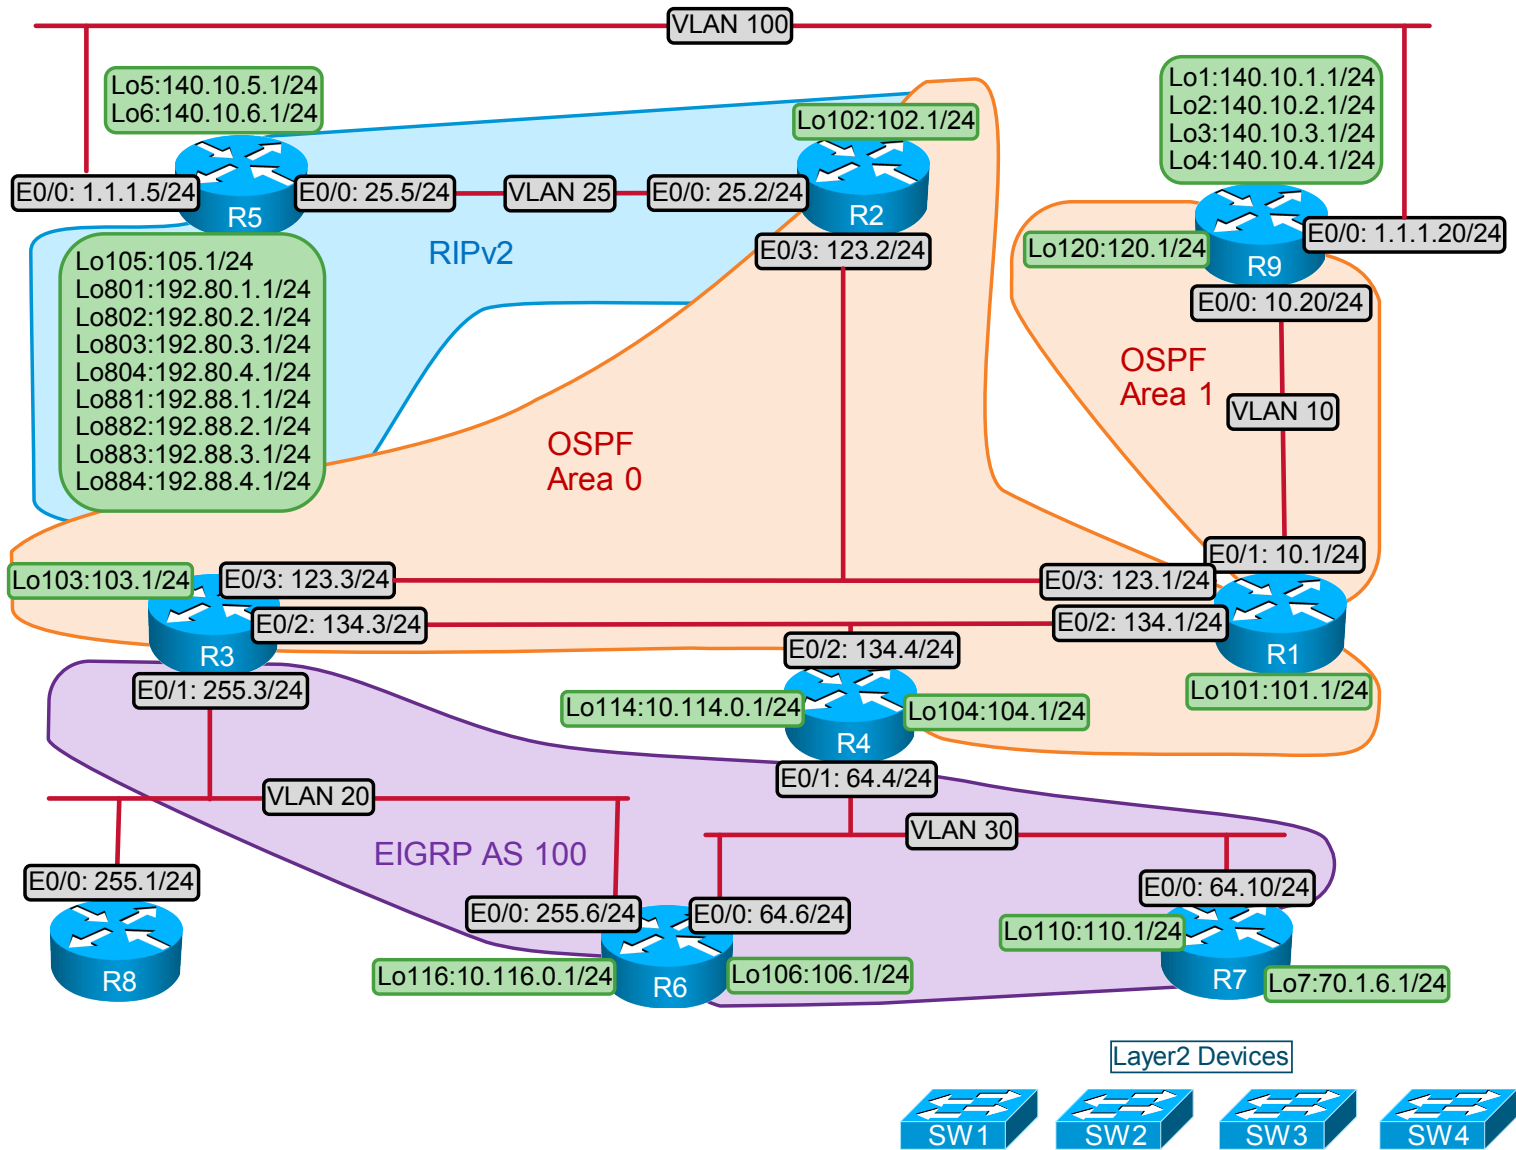 VLAN 100
Lo5:140.10.5.1/24
Lo6:140.10.6.1/24
Lo102:102.1/24
Lo1:140.10.1.1/24
Lo2:140.10.2.1/24
Lo3:140.10.3.1/24
Lo4:140.10.4.1/24
E0/0: 1.1.1.5/24
R5
E0/0: 25.5/24
VLAN 25
E0/0: 25.2/24
R2
E0/3: 123.2/24
RIPv2
Lo120:120.1/24
R9
E0/0: 1.1.1.20/24
E0/0: 10.20/24
Lo105:105.1/24
Lo801:192.80.1.1/24
Lo802:192.80.2.1/24
Lo803:192.80.3.1/24
Lo804:192.80.4.1/24
Lo881:192.88.1.1/24
Lo882:192.88.2.1/24
Lo883:192.88.3.1/24
Lo884:192.88.4.1/24
OSPF
Area 1
VLAN 10
OSPF
Area 0
E0/1: 10.1/24
Lo103:103.1/24
E0/3: 123.3/24
E0/3: 123.1/24
E0/2: 134.3/24
E0/2: 134.1/24
R3
R1
E0/2: 134.4/24
E0/1: 255.3/24
Lo101:101.1/24
Lo114:10.114.0.1/24
Lo104:104.1/24
R4
E0/1: 64.4/24
VLAN 20
VLAN 30
EIGRP AS 100
E0/0: 255.1/24
R8
E0/0: 255.6/24
E0/0: 64.6/24
E0/0: 64.10/24
Lo110:110.1/24
Lo116:10.116.0.1/24
R6
Lo106:106.1/24
R7
Lo7:70.1.6.1/24
Layer2 Devices
SW1
SW2
SW3
SW4